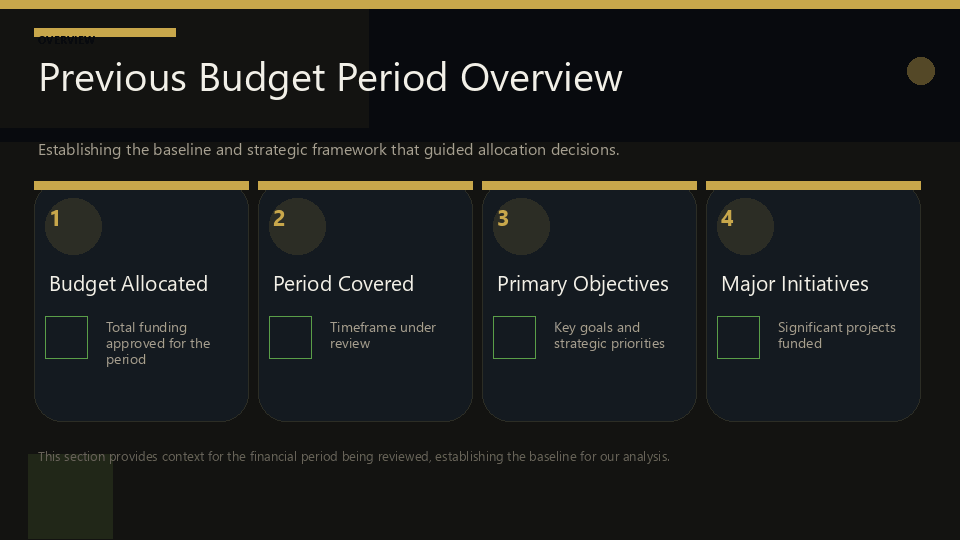 OVERVIEW
Previous Budget Period Overview
Establishing the baseline and strategic framework that guided allocation decisions.
1
Budget Allocated
Total funding
approved for the
period
2
Period Covered
Timeframe under
review
3
Primary Objectives
Key goals and
strategic priorities
4
Major Initiatives
Significant projects
funded
This section provides context for the financial period being reviewed, establishing the baseline for our analysis.